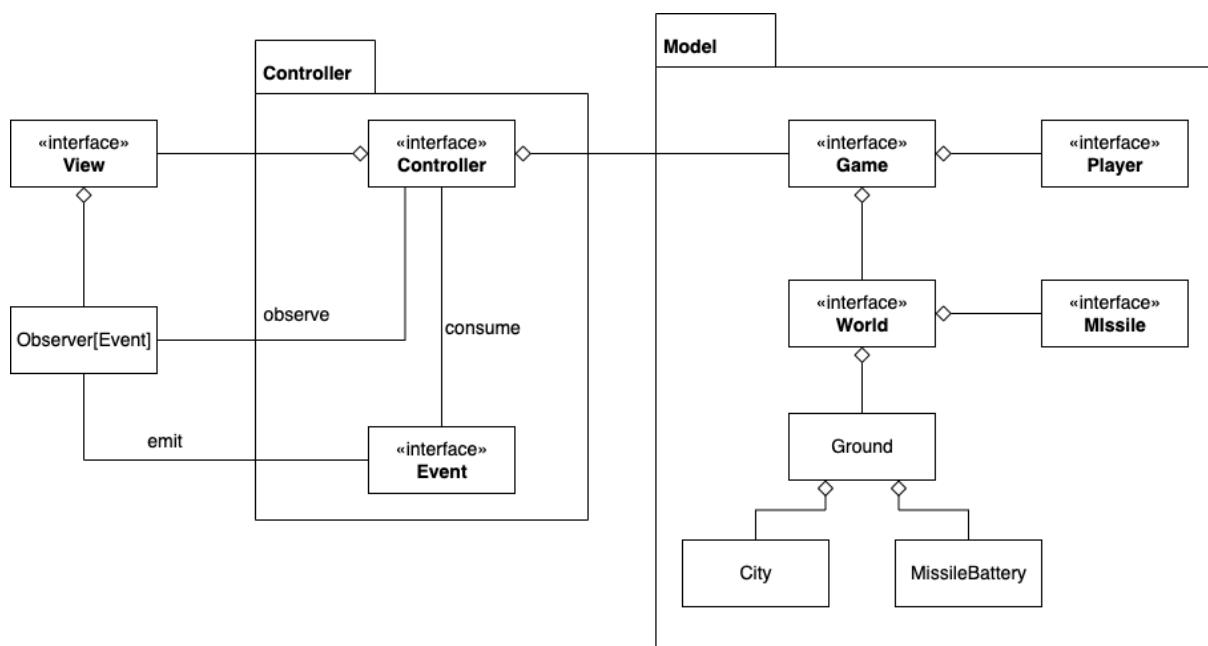 Model
Controller
«interface»
View
«interface»
Controller
«interface»
Game
«interface»
Player
observe
consume
Observer[Event]
«interface»
World
«interface»
MIssile
emit
«interface»
Event
Ground
City
MissileBattery